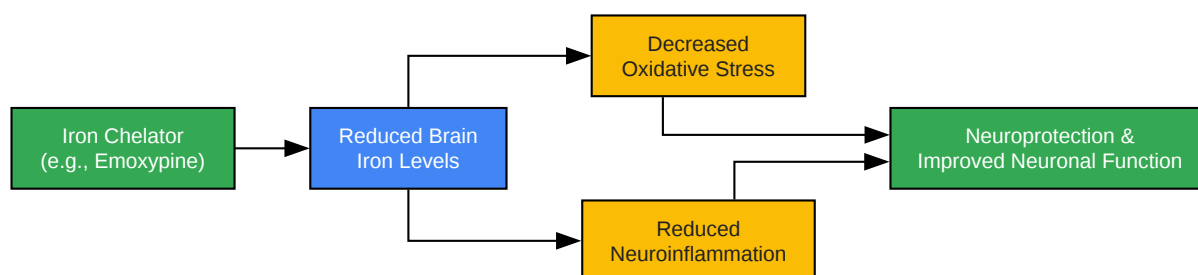 Iron Chelator
(e.g., Emoxypine)
Reduced Brain
Iron Levels
Decreased
Oxidative Stress
Reduced
Neuroinflammation
Neuroprotection &
Improved Neuronal Function